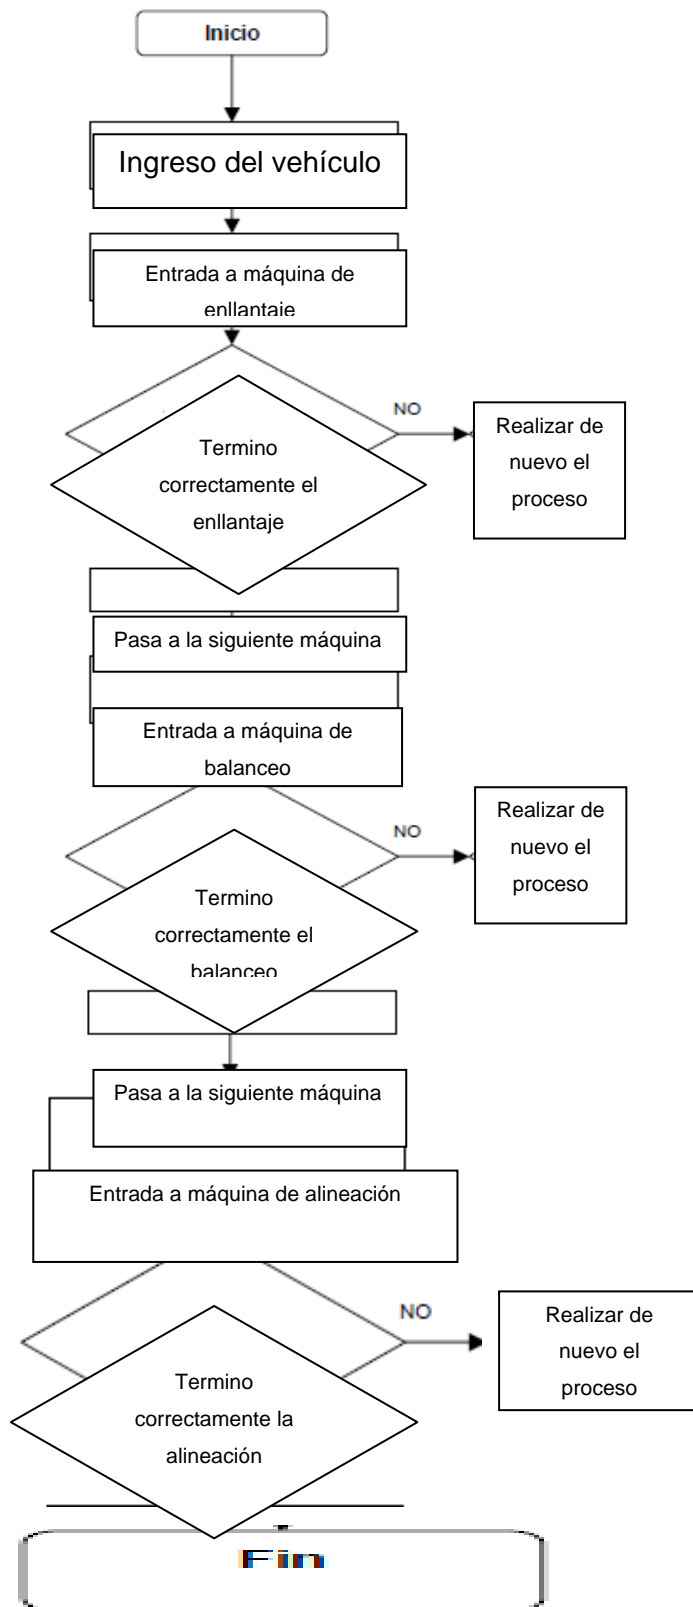 Inicio
Ingreso del vehículo
Entrada a máquina de
enllantaje
NO
Realizar de
nuevo el
proceso
Termino
correctamente el
enllantaje
Pasa a la siguiente máquina
Entrada a máquina de
balanceo
NO
Realizar de
nuevo el
proceso
Termino
correctamente el
balanceo
Pasa a la siguiente máquina
Entrada a máquina de alineación
NO
Realizar de
nuevo el
proceso
Termino
correctamente la
alineación
Fin